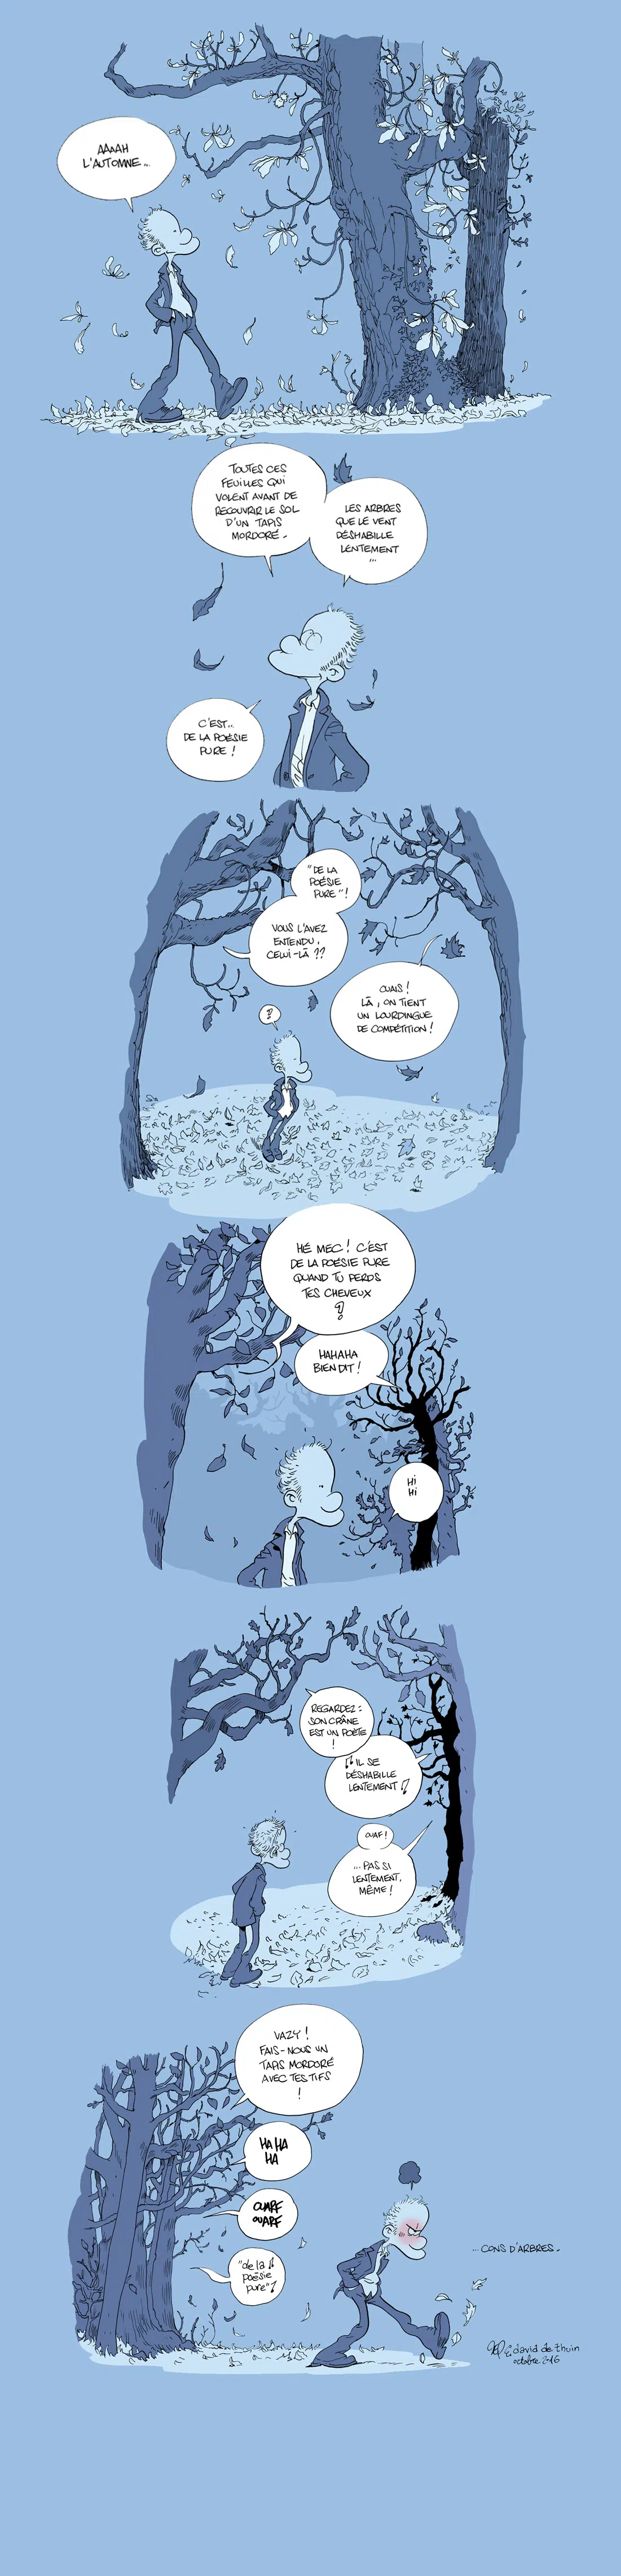 AAAAH
L'AUTOMNE...
TOUTES CES
FEUILLES QUI
VOLENT AVANT DE
RECOUVRIR LE SOL
D'UN TAPIS
MORDORÉ..
LES ARBRES
QUE LE VENT
DÉSHABILLE
LENTEMENT
...
C'EST...
DE LA POÉSIE
PURE !
"DE LA
POÉSIE
PURE" !
VOUS L'AVEZ
ENTENDU,
CELUI-LÀ ??
OUAIS !
LÀ, ON TIENT
UN LOURDINGUE
DE COMPÉTITION !
?
HÉ MEC ! C'EST
DE LA POÉSIE PURE
QUAND TU PERDS
TES CHEVEUX
?
HAHAHA
BIEN DIT !
HI
HI
REGARDEZ :
SON CRÂNE
EST UN POÈTE
!
IL SE
DÉSHABILLE
LENTEMENT !
OUAF !
... PAS SI
LENTEMENT,
MÊME !
VAZY !
FAIS-NOUS UN
TAPIS MORDORÉ
AVEC TES TIFS
!
HA HA
HA
OUARF
OUARF
"de la
poésie
pure" !
... CONS D'ARBRES..
david de thuin
octobre 2016